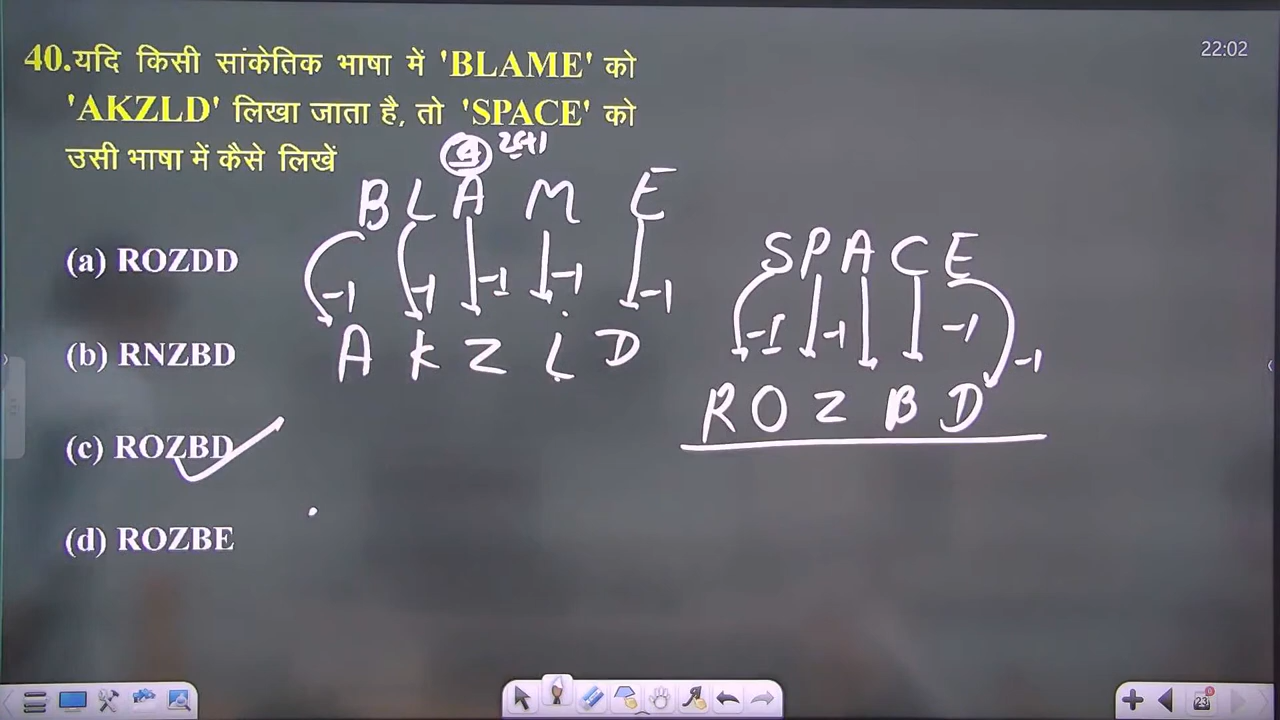 22:02
40.यदि किसी सांकेतिक भाषा में 'BLAME' को
'AKZLD' लिखा जाता है, तो 'SPACE' को
उसी भाषा में कैसे लिखें
B L A M E
-1 -1 -1 -1 -1
A K Z L D
S P A C E
-1 -1 -1 -1
R O Z B D
(a) ROZDD
(b) RNZBD
(c) ROZBD
(d) ROZBE
23